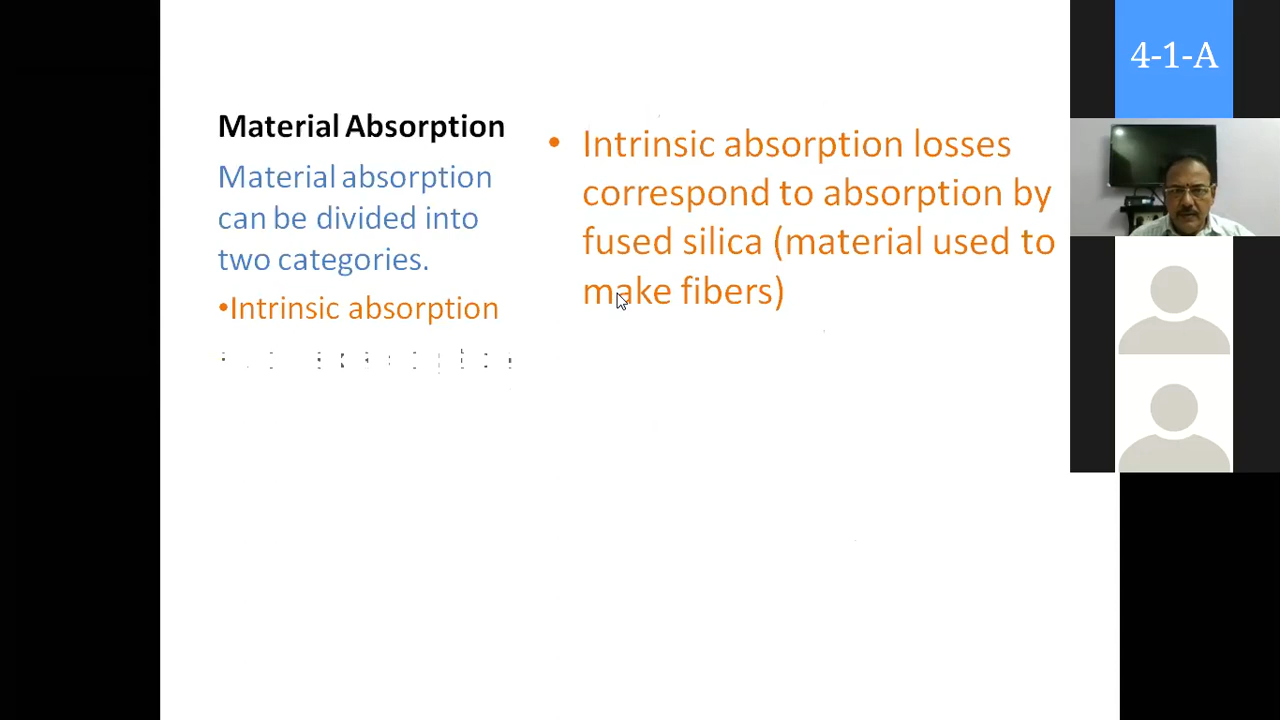 Material Absorption
Material absorption
can be divided into
two categories.
•Intrinsic absorption
• Intrinsic absorption losses
correspond to absorption by
fused silica (material used to
make fibers)
4-1-A